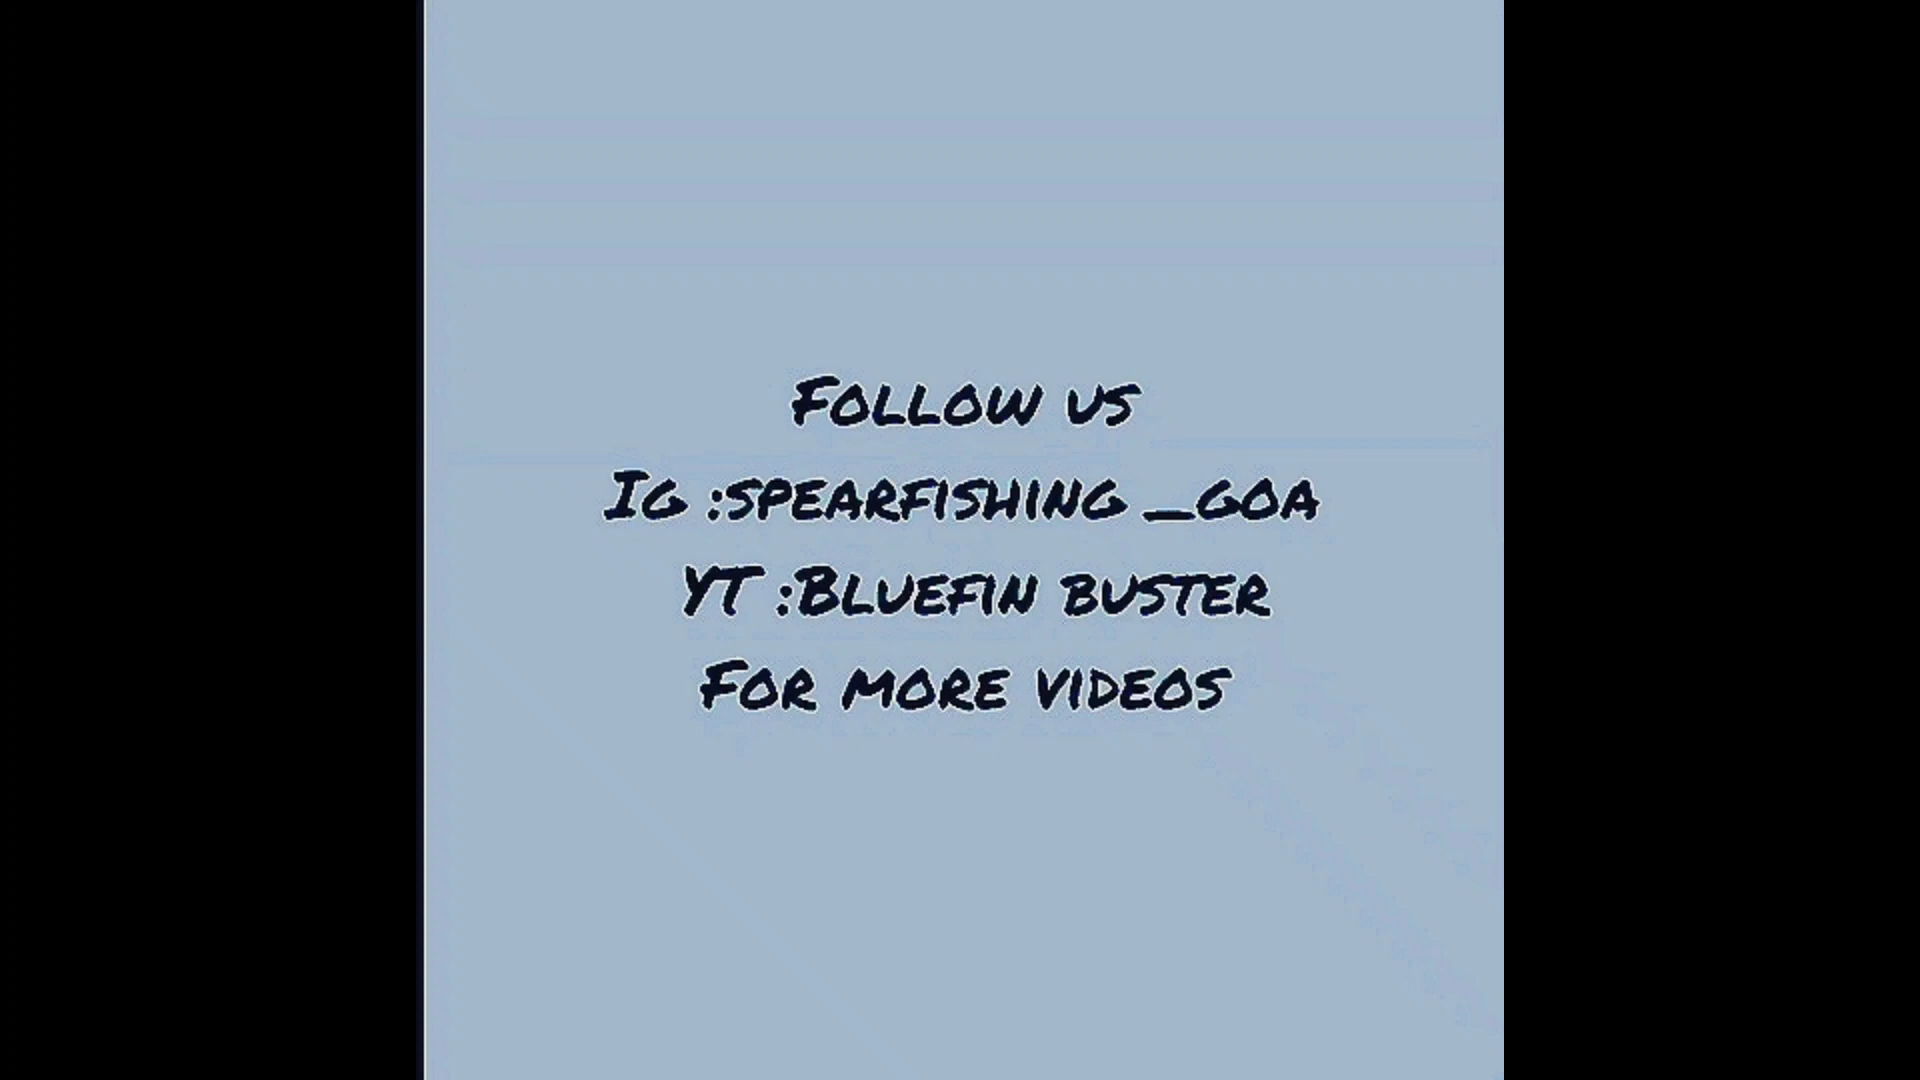 Follow us
Ig :spearfishing _goa
YT :Bluefin buster
For more videos